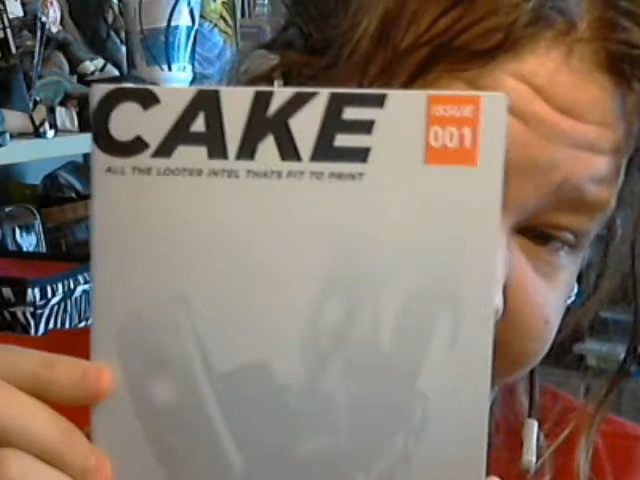 CAKE
ISSUE
001
ALL THE LOOTER INTEL THATS FIT TO PRINT